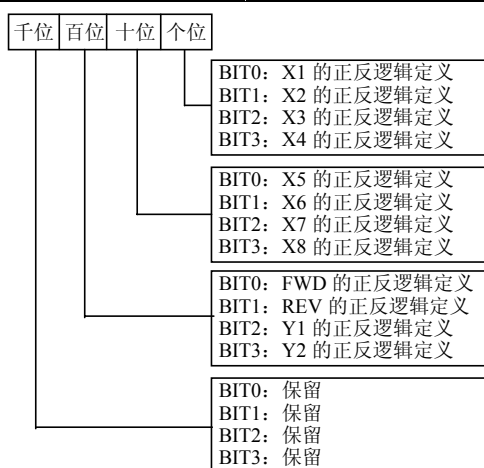 千位 百位 十位 个位
BIT0：X1 的正反逻辑定义
BIT1：X2 的正反逻辑定义
BIT2：X3 的正反逻辑定义
BIT3：X4 的正反逻辑定义
BIT0：X5 的正反逻辑定义
BIT1：X6 的正反逻辑定义
BIT2：X7 的正反逻辑定义
BIT3：X8 的正反逻辑定义
BIT0：FWD 的正反逻辑定义
BIT1：REV 的正反逻辑定义
BIT2：Y1 的正反逻辑定义
BIT3：Y2 的正反逻辑定义
BIT0：保留
BIT1：保留
BIT2：保留
BIT3：保留